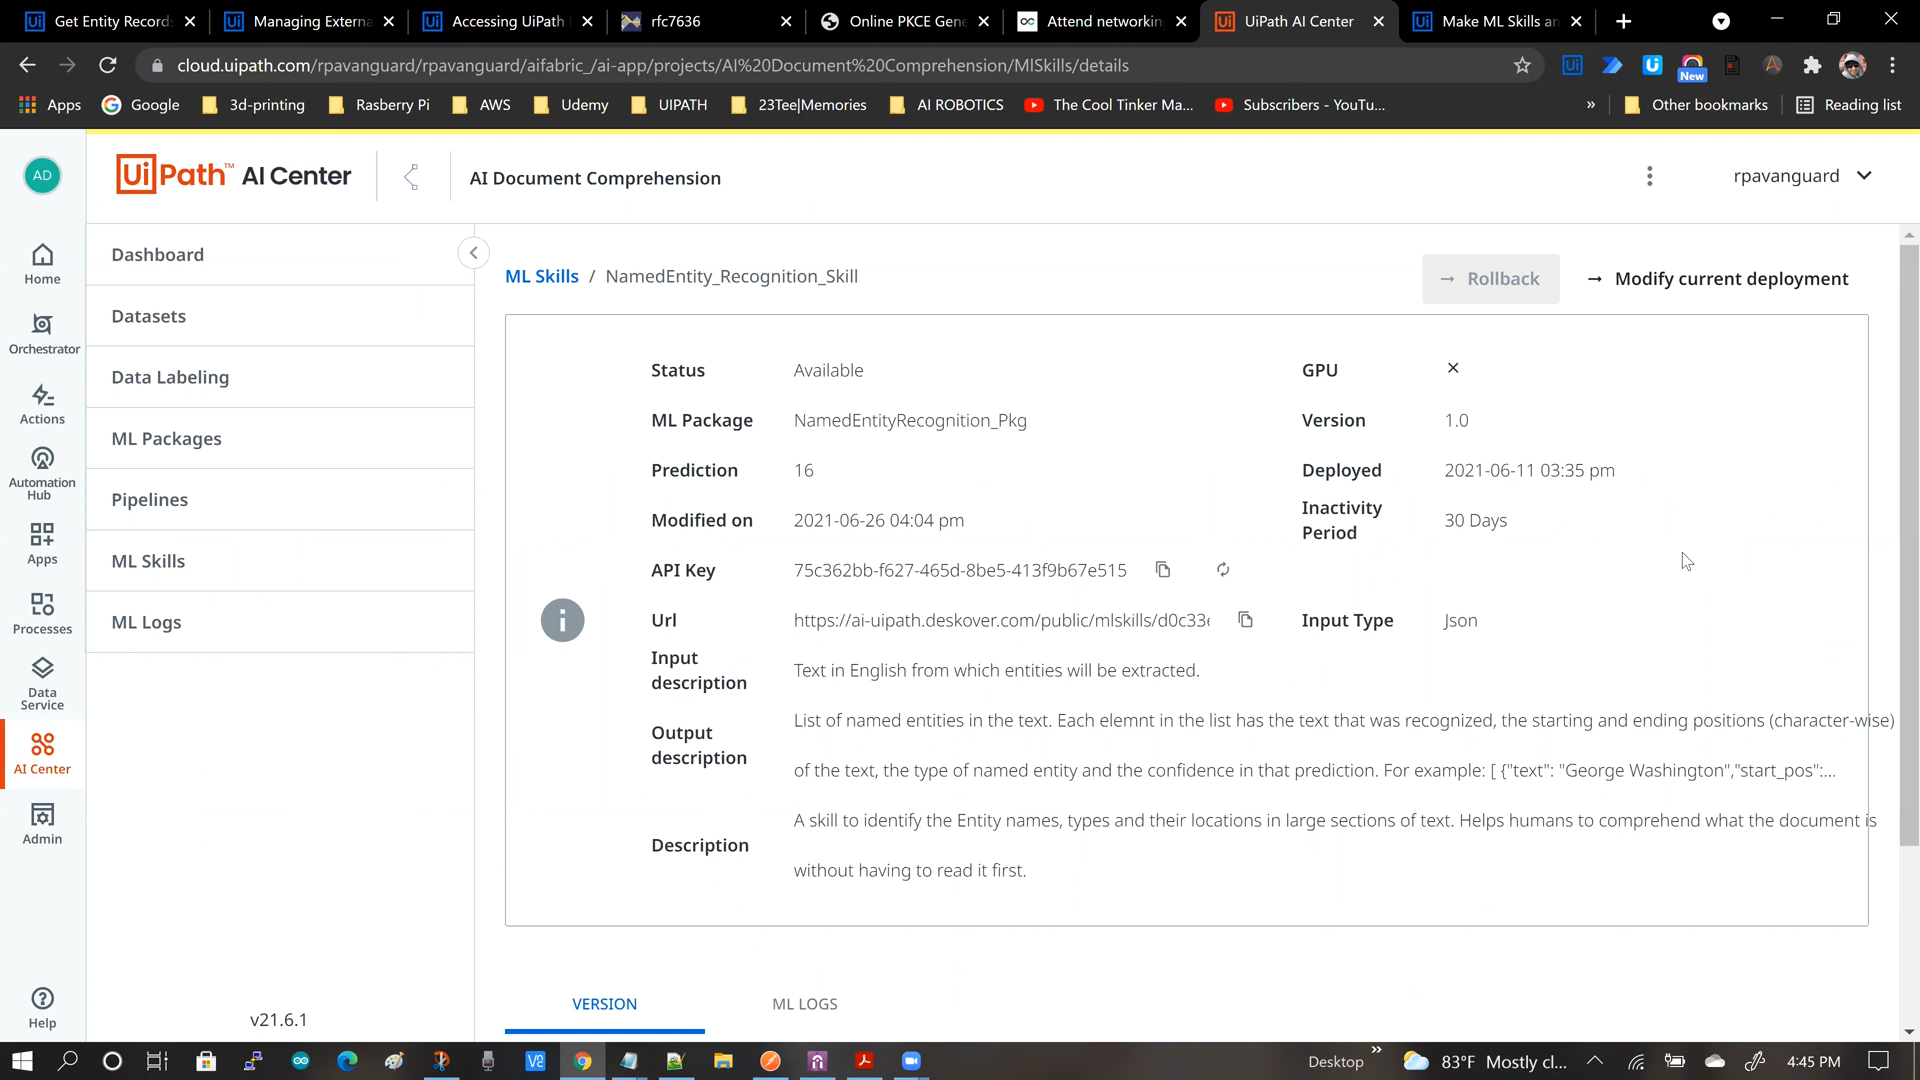 Get Entity Records
Managing Externa
Accessing UiPath
rfc7636
Online PKCE Gene
Attend networking
UiPath AI Center
Make ML Skills an
cloud.uipath.com/rpavanguard/rpavanguard/aifabric_/ai-app/projects/AI%20Document%20Comprehension/MlSkills/details
New
Apps
Google
3d-printing
Rasberry Pi
AWS
Udemy
UIPATH
23Tee|Memories
AI ROBOTICS
The Cool Tinker Ma...
Subscribers - YouTu...
»
Other bookmarks
Reading list
AD
UiPath™ AI Center
AI Document Comprehension
rpavanguard
Home
Orchestrator
Actions
Automation
Hub
Apps
Processes
Data
Service
AI Center
Admin
Help
Dashboard
Datasets
Data Labeling
ML Packages
Pipelines
ML Skills
ML Logs
v21.6.1
ML Skills / NamedEntity_Recognition_Skill
→ Rollback
→ Modify current deployment
Status Available
GPU ×
ML Package NamedEntityRecognition_Pkg
Version 1.0
Prediction 16
Deployed 2021-06-11 03:35 pm
Modified on 2021-06-26 04:04 pm
Inactivity
Period
30 Days
API Key 75c362bb-f627-465d-8be5-413f9b67e515
Url https://ai-uipath.deskover.com/public/mlskills/d0c33
Input Type Json
Input
description
Text in English from which entities will be extracted.
Output
description
List of named entities in the text. Each elemnt in the list has the text that was recognized, the starting and ending positions (character-wise)
of the text, the type of named entity and the confidence in that prediction. For example: [ {"text": "George Washington","start_pos":...
Description
A skill to identify the Entity names, types and their locations in large sections of text. Helps humans to comprehend what the document is
without having to read it first.
VERSION
ML LOGS
Desktop »
83°F Mostly cl...
4:45 PM